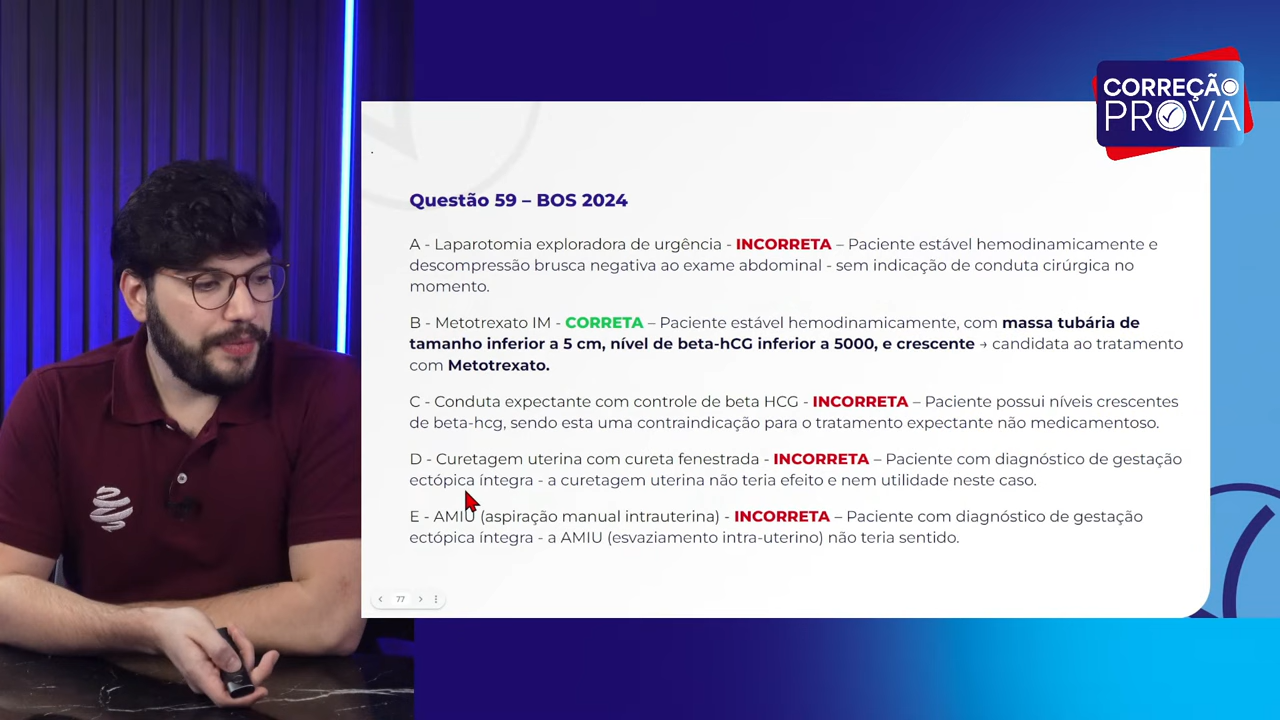 CORREÇÃO
PROVA
Questão 59 – BOS 2024
A - Laparotomia exploradora de urgência - INCORRETA – Paciente estável hemodinamicamente e
descompressão brusca negativa ao exame abdominal - sem indicação de conduta cirúrgica no
momento.
B - Metotrexato IM - CORRETA – Paciente estável hemodinamicamente, com massa tubária de
tamanho inferior a 5 cm, nível de beta-hCG inferior a 5000, e crescente → candidata ao tratamento
com Metotrexato.
C - Conduta expectante com controle de beta HCG - INCORRETA – Paciente possui níveis crescentes
de beta-hcg, sendo esta uma contraindicação para o tratamento expectante não medicamentoso.
D - Curetagem uterina com cureta fenestrada - INCORRETA – Paciente com diagnóstico de gestação
ectópica íntegra - a curetagem uterina não teria efeito e nem utilidade neste caso.
E - AMIU (aspiração manual intrauterina) - INCORRETA – Paciente com diagnóstico de gestação
ectópica íntegra - a AMIU (esvaziamento intra-uterino) não teria sentido.
77